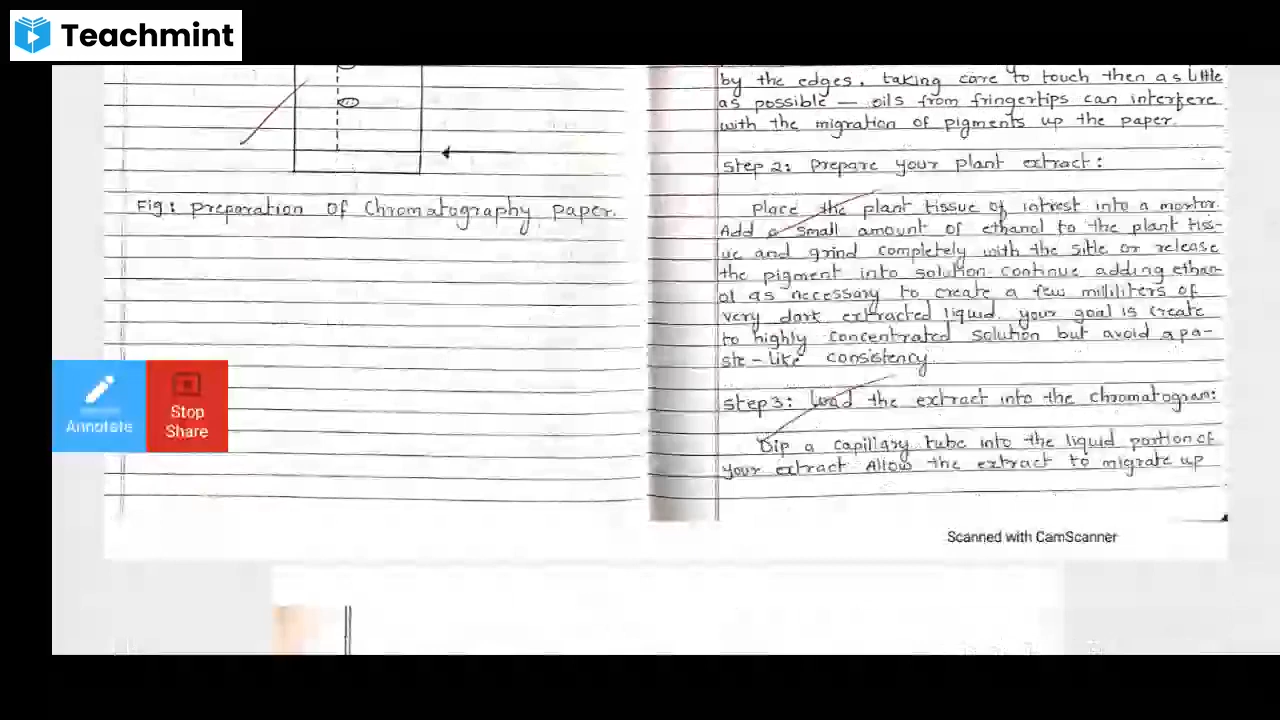 Teachmint
Fig: preparation of Chromatography paper.
by the edges, taking care to touch then as little
as possible — oils from fringertips can interfere
with the migration of pigments up the paper.
Step 2: prepare your plant extract:
Place the plant tissue of intrest into a mortor.
Add a small amount of ethanol to the plant tiss-
ue and grind completely with the sitle or release
the pigment into solution continue adding ethan
ol as necessary to create a few milliliters of
very dark extracted liquid. your goal is create
to highly concentrated solution but avoid a pa-
ste-like consistency.
Step 3: Load the extract into the chromatogram:
Dip a capillary tube into the liquid portion of
your extract Allow the extract to migrate up
Annotate
Stop
Share
Scanned with CamScanner